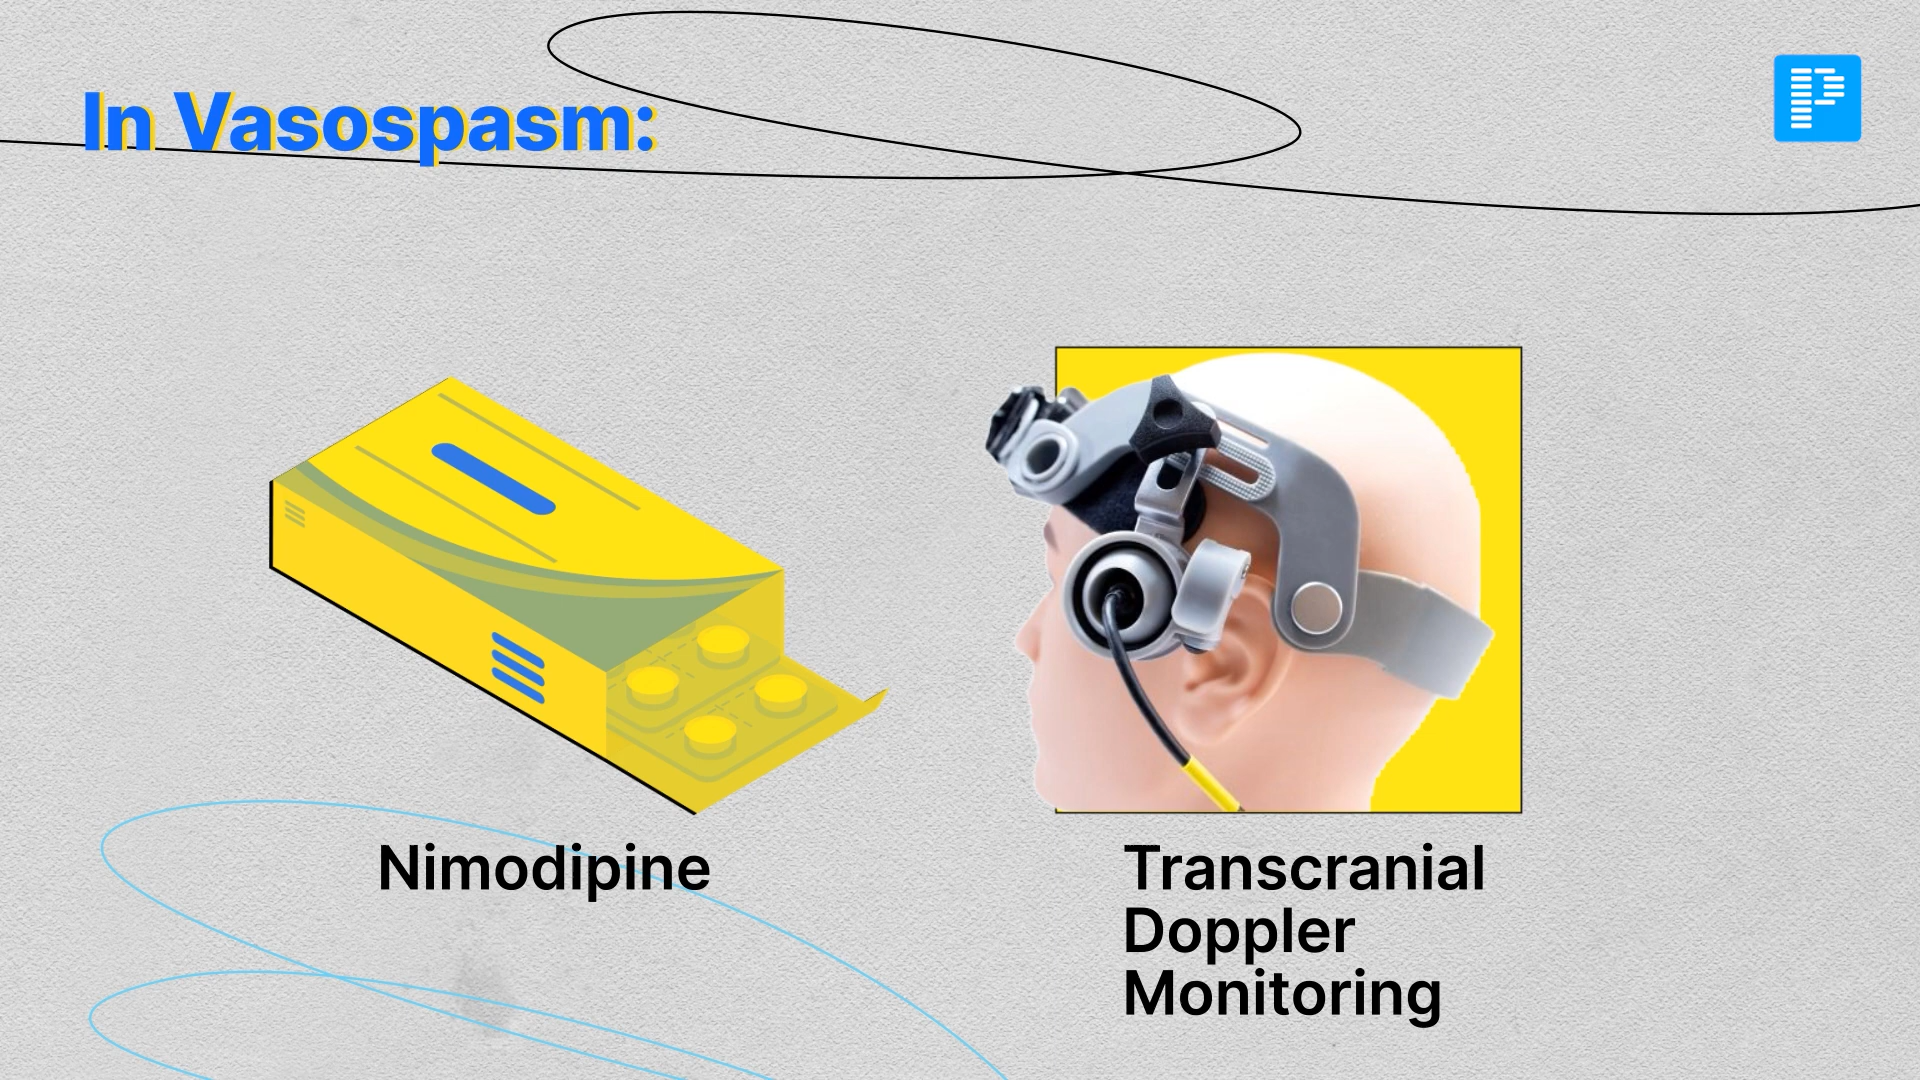 In Vasospasm:
Nimodipine
Transcranial
Doppler
Monitoring